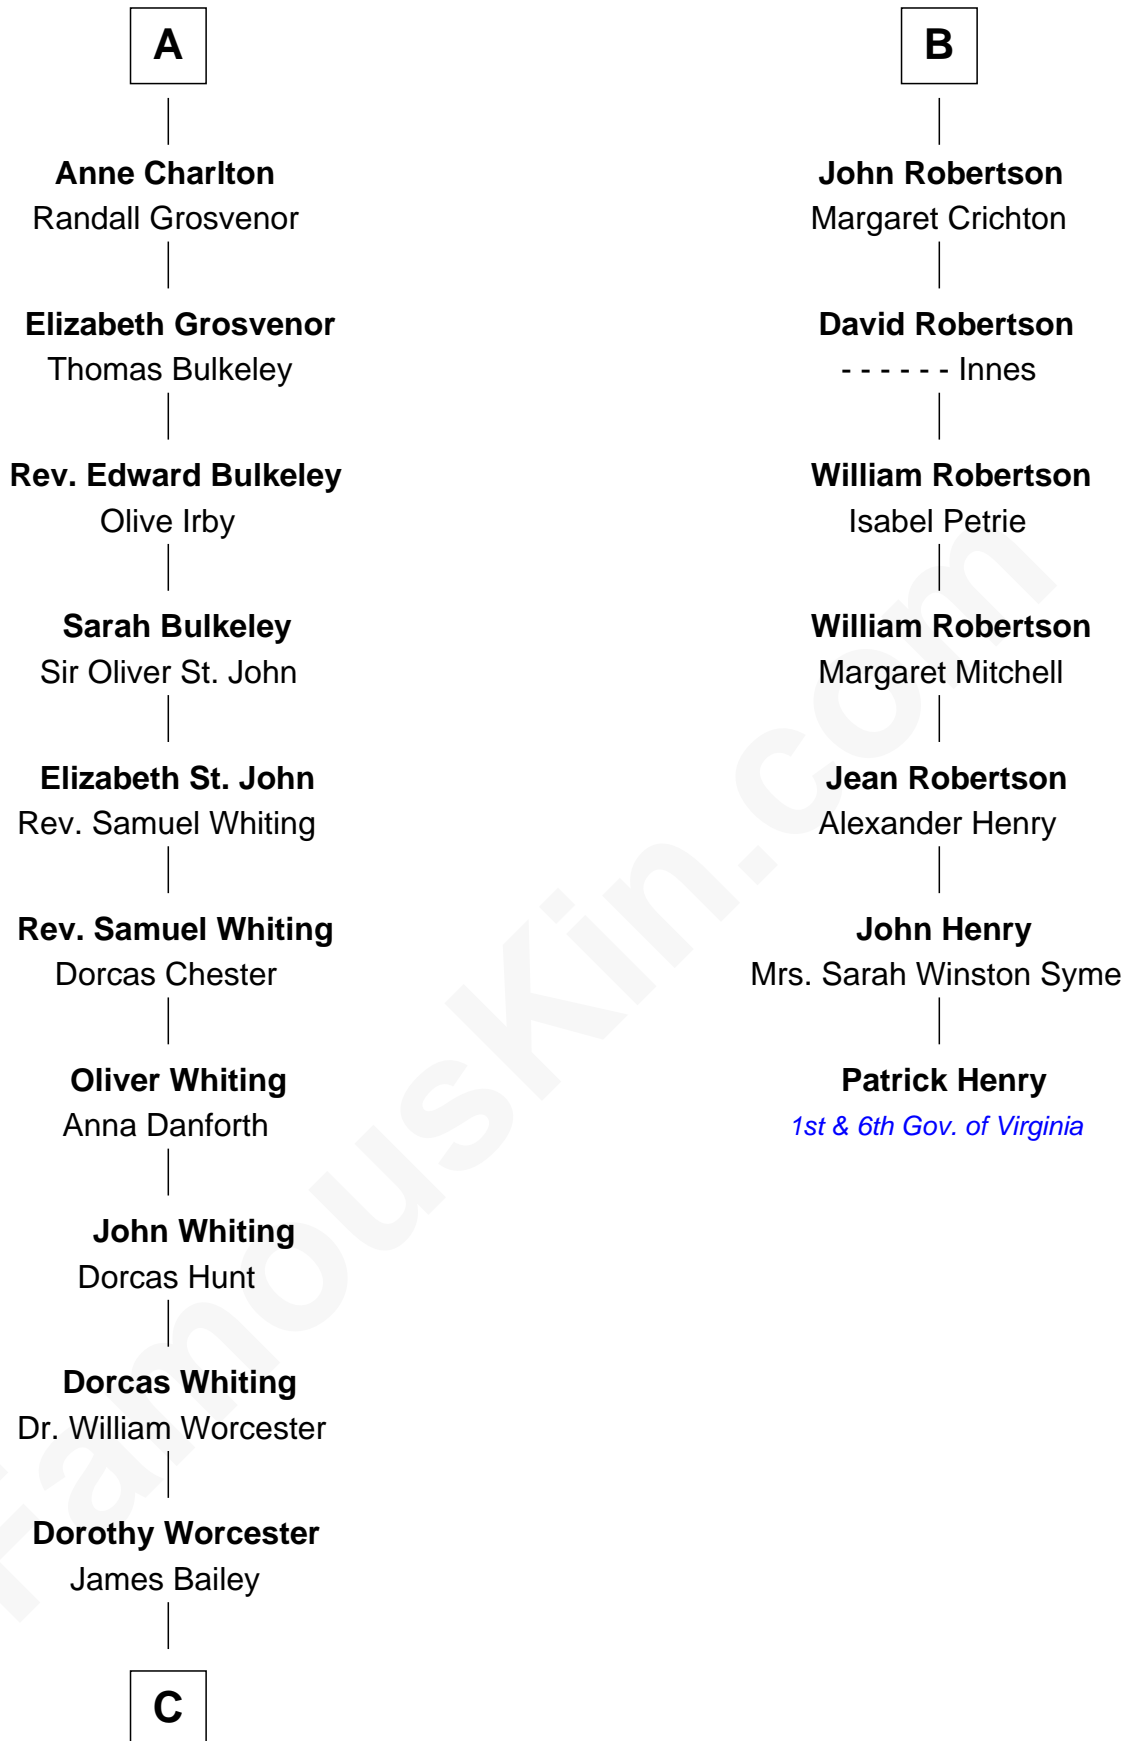 A
Anne Charlton
Randall Grosvenor
Elizabeth Grosvenor
Thomas Bulkeley
Rev. Edward Bulkeley
Olive Irby
Sarah Bulkeley
Sir Oliver St. John
Elizabeth St. John
Rev. Samuel Whiting
Rev. Samuel Whiting
Dorcas Chester
Oliver Whiting
Anna Danforth
John Whiting
Dorcas Hunt
Dorcas Whiting
Dr. William Worcester
Dorothy Worcester
James Bailey
C
B
John Robertson
Margaret Crichton
David Robertson
- - - - - - Innes
William Robertson
Isabel Petrie
William Robertson
Margaret Mitchell
Jean Robertson
Alexander Henry
John Henry
Mrs. Sarah Winston Syme
Patrick Henry
1st & 6th Gov. of Virginia
FamousKin.com